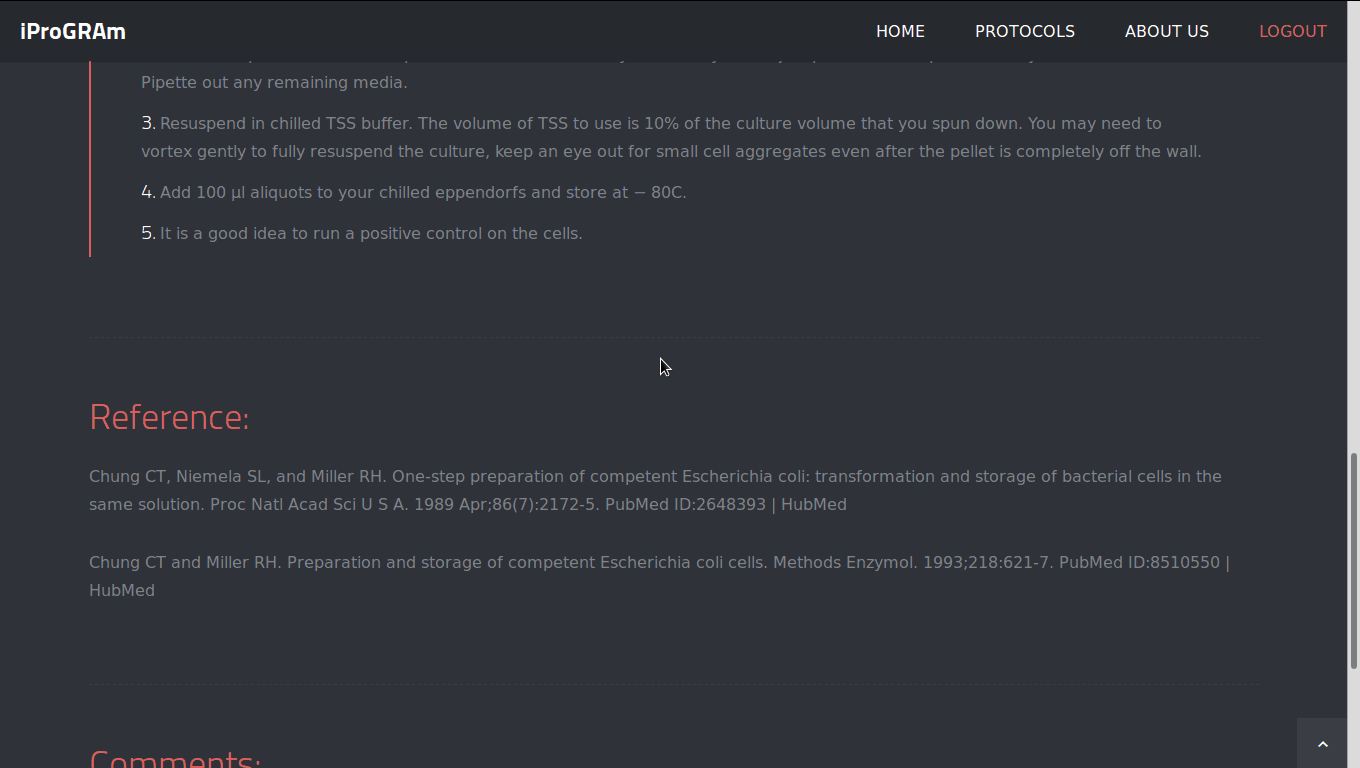 iProGRAm HOME PROTOCOLS ABOUT US LOGOUT
Pipette out any remaining media.
3. Resuspend in chilled TSS buffer. The volume of TSS to use is 10% of the culture volume that you spun down. You may need to
vortex gently to fully resuspend the culture, keep an eye out for small cell aggregates even after the pellet is completely off the wall.
4. Add 100 μl aliquots to your chilled eppendorfs and store at − 80C.
5. It is a good idea to run a positive control on the cells.
Reference:
Chung CT, Niemela SL, and Miller RH. One-step preparation of competent Escherichia coli: transformation and storage of bacterial cells in the
same solution. Proc Natl Acad Sci U S A. 1989 Apr;86(7):2172-5. PubMed ID:2648393 | HubMed
Chung CT and Miller RH. Preparation and storage of competent Escherichia coli cells. Methods Enzymol. 1993;218:621-7. PubMed ID:8510550 |
HubMed
Comments: